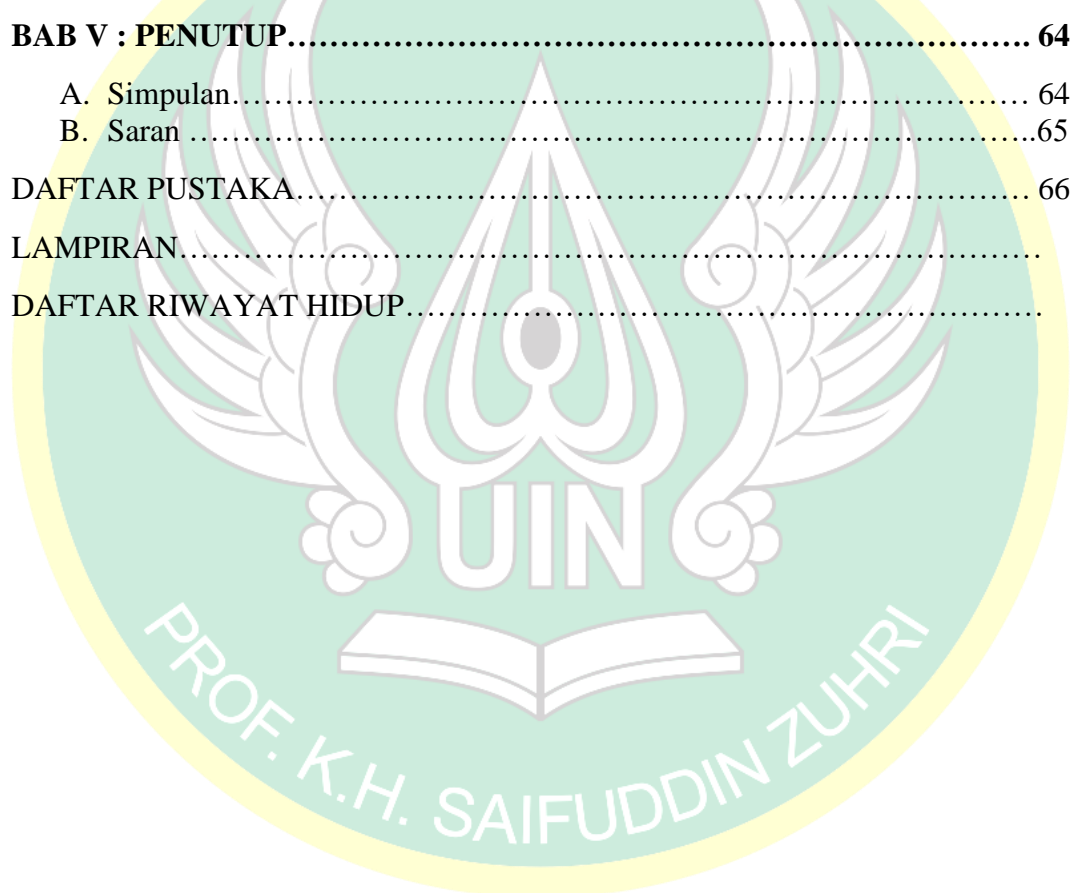 BAB V : PENUTUP……………………………………………………………. 64
A. Simpulan………………………………………………………………… 64
B. Saran …………………………………………………………………….65
DAFTAR PUSTAKA…………………………………………………………… 66
LAMPIRAN………………………………………………………………………
DAFTAR RIWAYAT HIDUP……………………………………………………
UIN
PROF. K.H. SAIFUDDIN ZUHRI